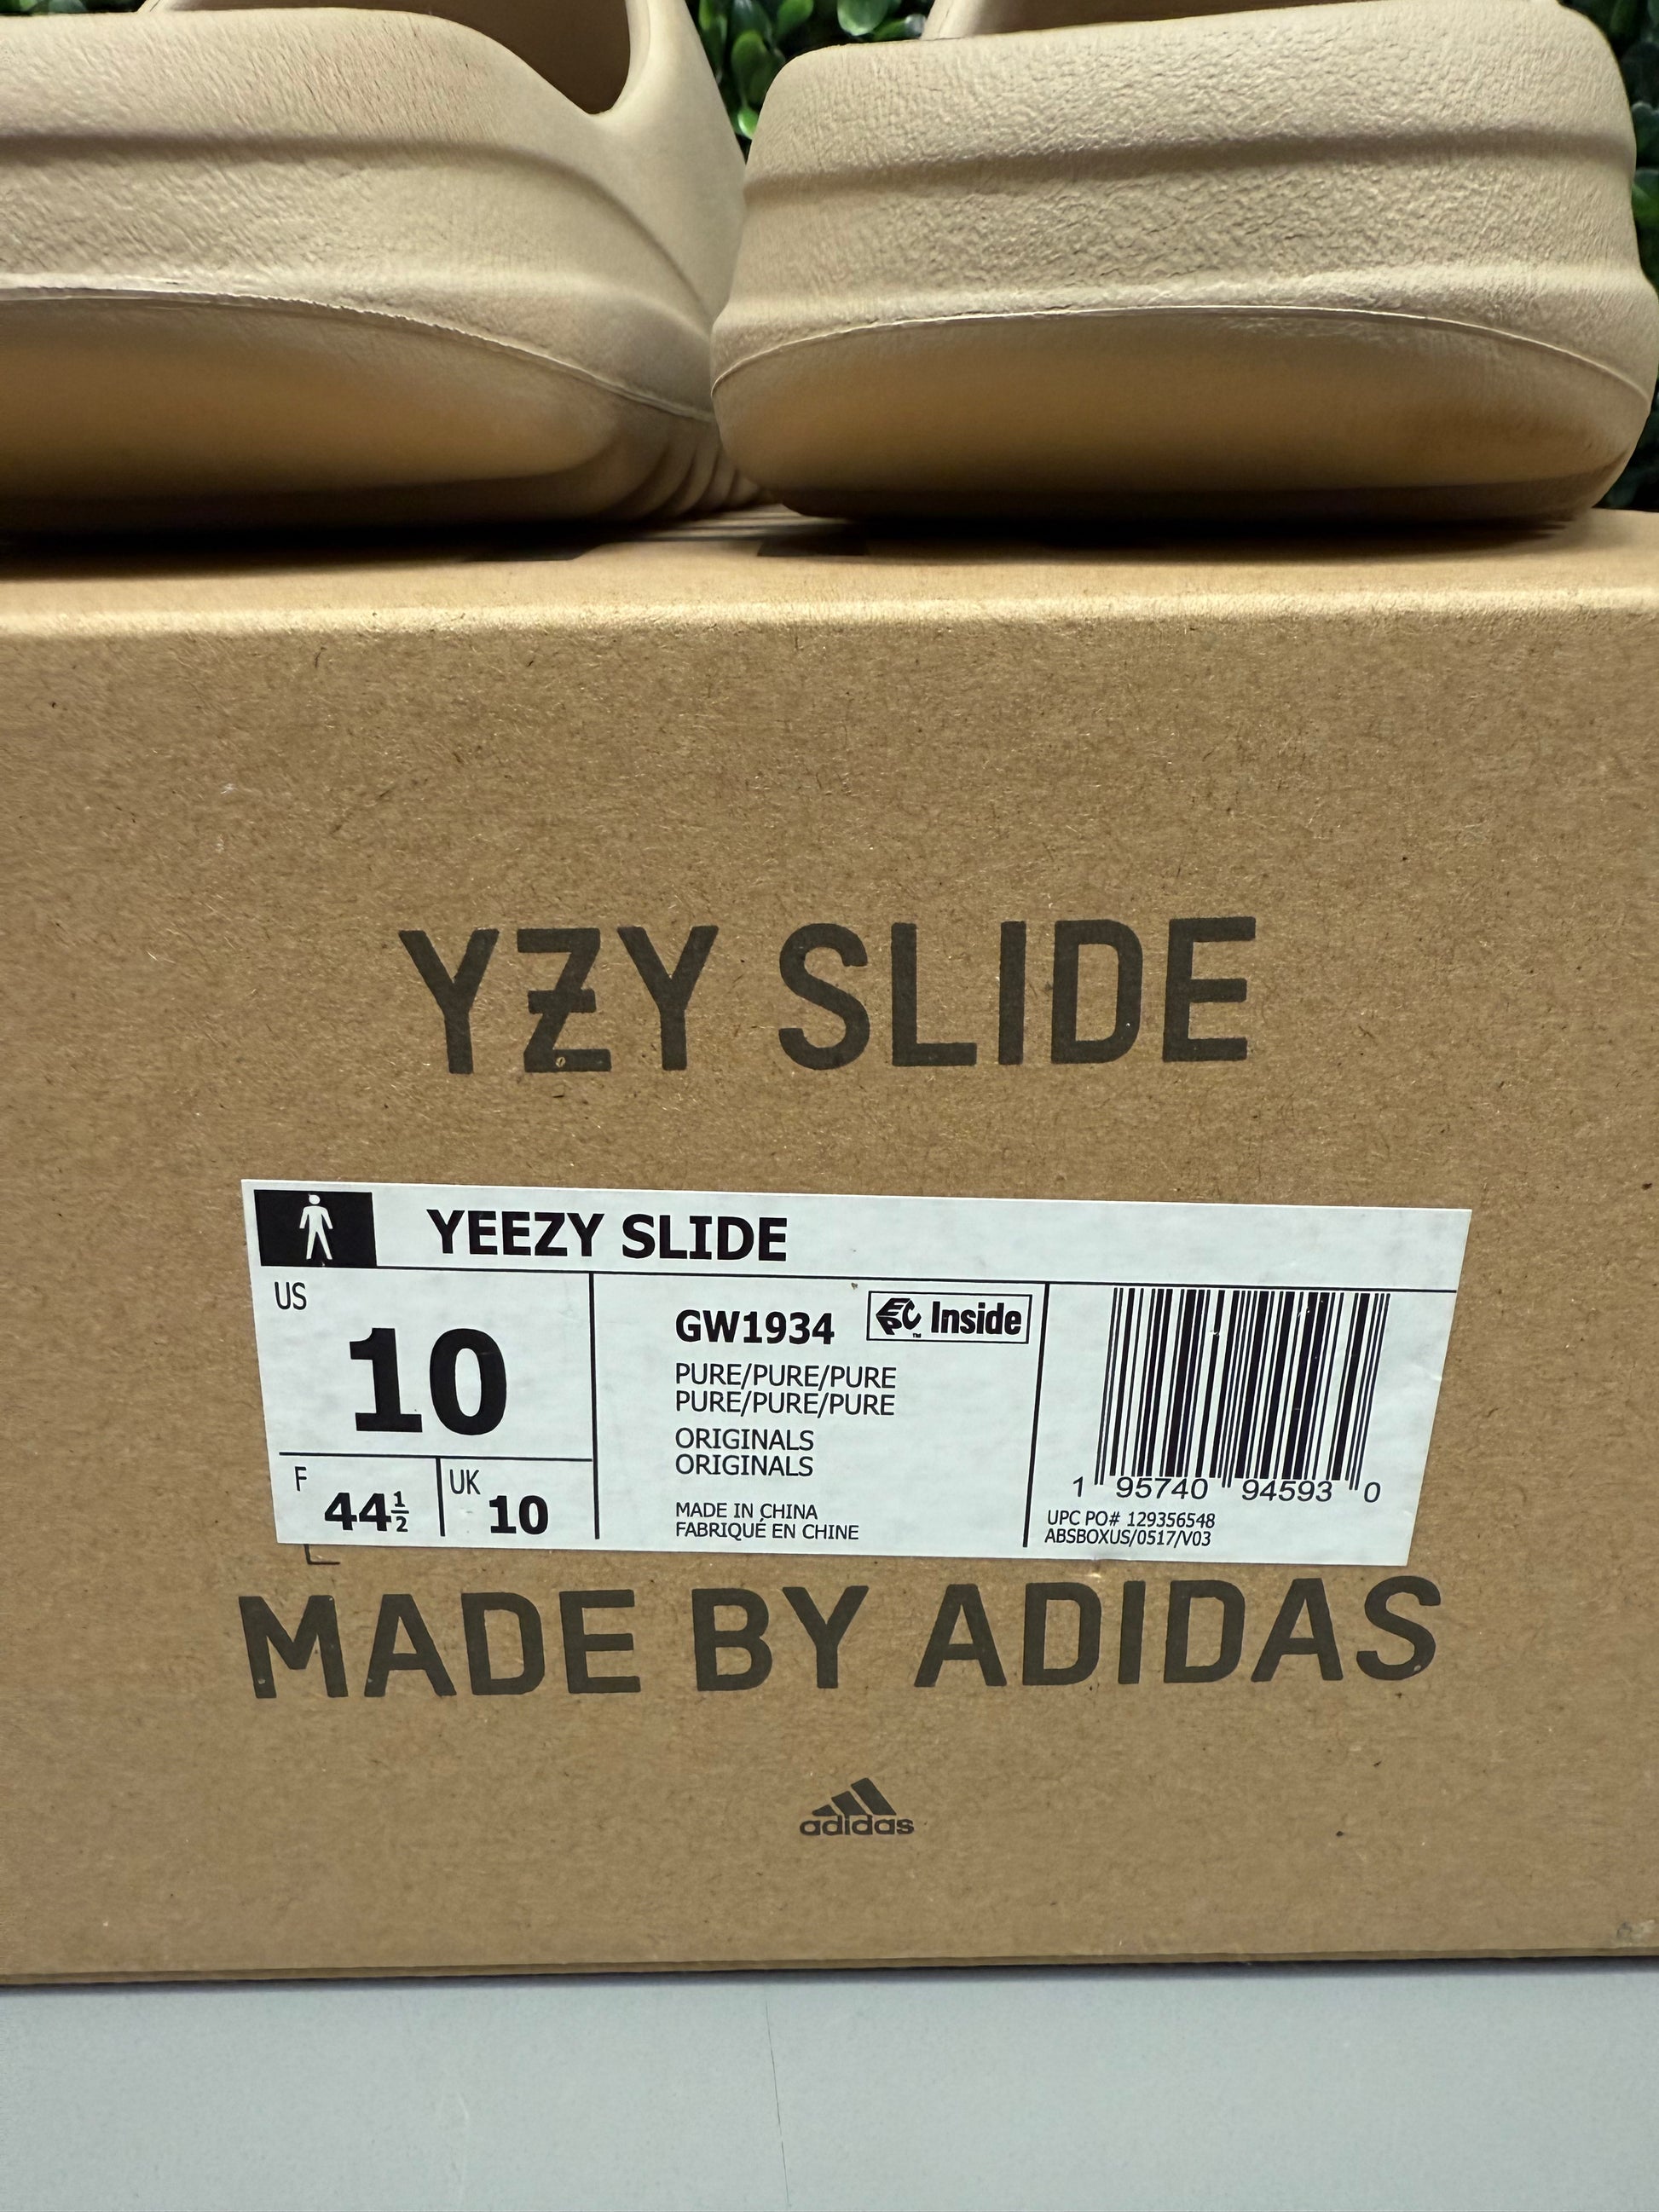 YZY SLIDE
YEEZY SLIDE
US
10
F 44½
UK 10
GW1934
EPC™ Inside
PURE/PURE/PURE
PURE/PURE/PURE
ORIGINALS
ORIGINALS
MADE IN CHINA
FABRIQUÉ EN CHINE
1 95740 94593 0
UPC PO# 129356548
ABSBOXUS/0517/V03
MADE BY ADIDAS
adidas